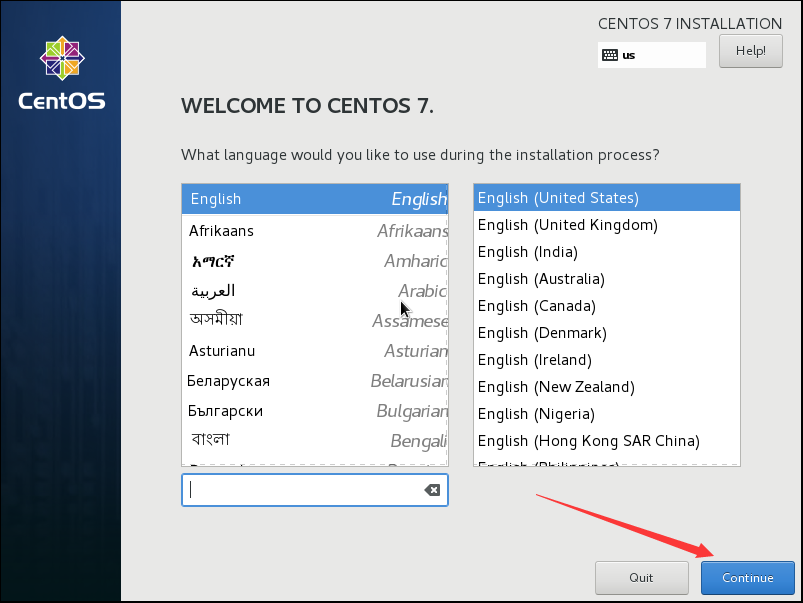 CentOS
CENTOS 7 INSTALLATION
us
Help!
WELCOME TO CENTOS 7.
What language would you like to use during the installation process?
English English
Afrikaans Afrikaans
አማርኛ Amharic
العربية Arabic
অসমীয়া Assamese
Asturianu Asturian
Беларуская Belarusian
Български Bulgarian
বাংলা Bengali
English (United States)
English (United Kingdom)
English (India)
English (Australia)
English (Canada)
English (Denmark)
English (Ireland)
English (New Zealand)
English (Nigeria)
English (Hong Kong SAR China)
English (Philippines)
Quit
Continue